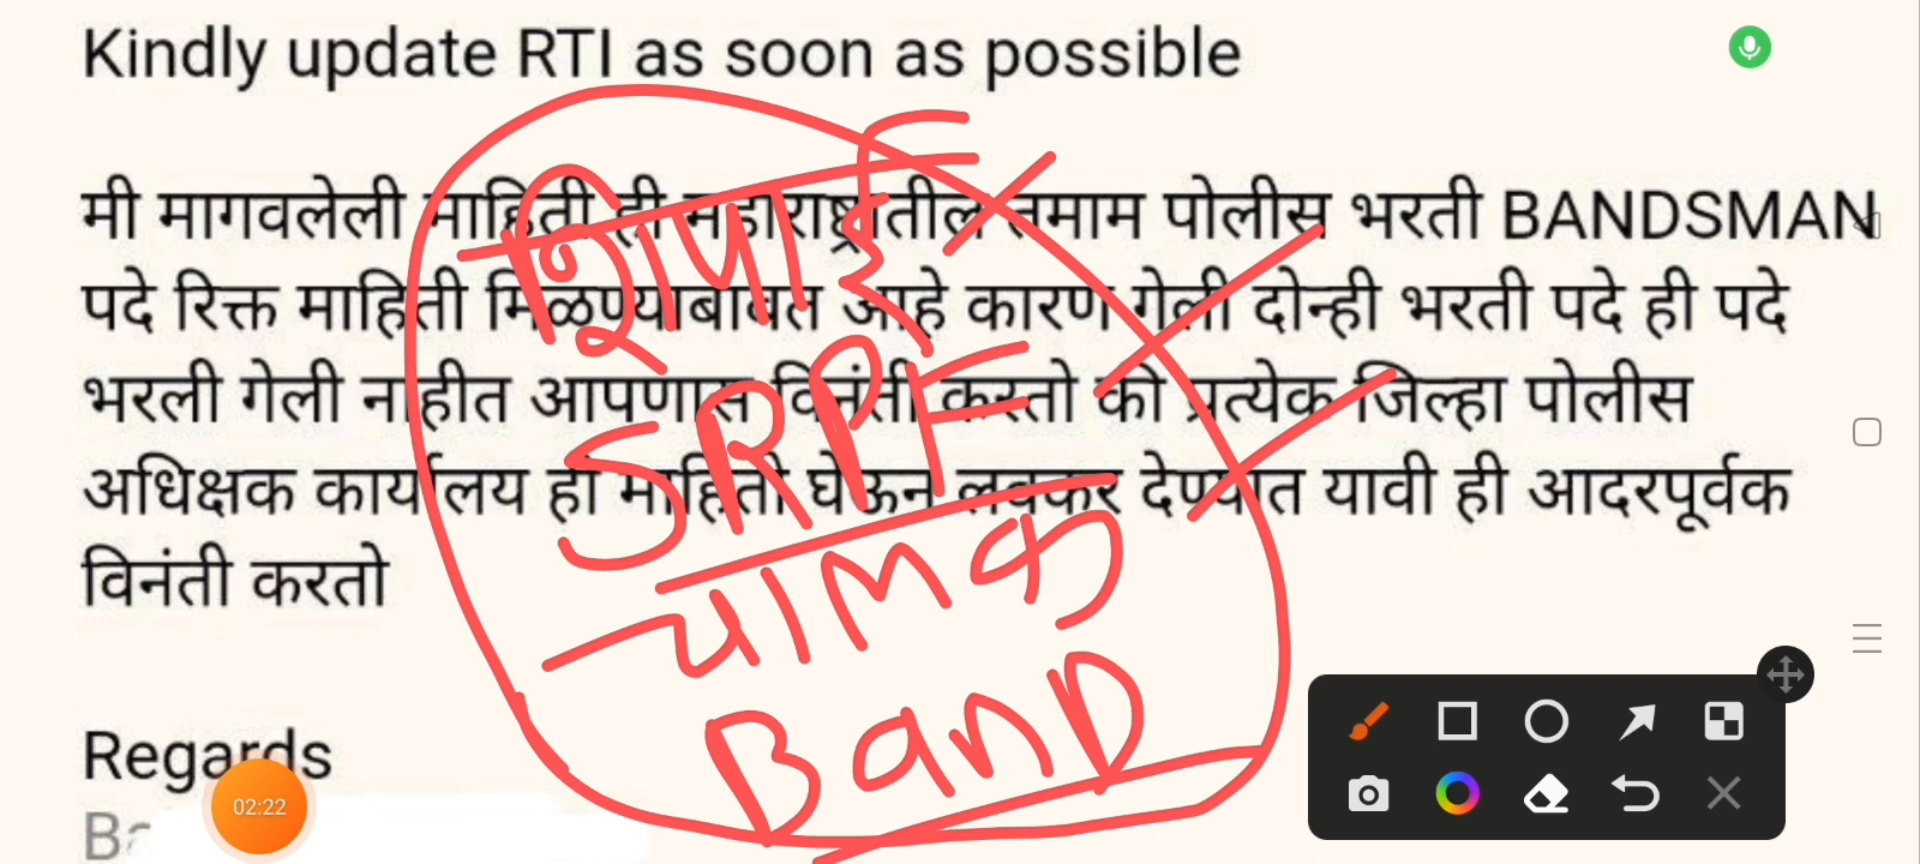 Kindly update RTI as soon as possible
मी मागवलेली माहिती ही महाराष्ट्रातील तमाम पोलीस भरती BANDSMAN
पदे रिक्त माहिती मिळण्याबाबत आहे कारण गेली दोन्ही भरती पदे ही पदे
भरली गेली नाहीत आपणास विनंती करतो की प्रत्येक जिल्हा पोलीस
अधिक्षक कार्यालय ही माहिती घेऊन लवकर देण्यात यावी ही आदरपूर्वक
विनंती करतो
शिपाई
SRPF
चालक
Band
Regards
02:22